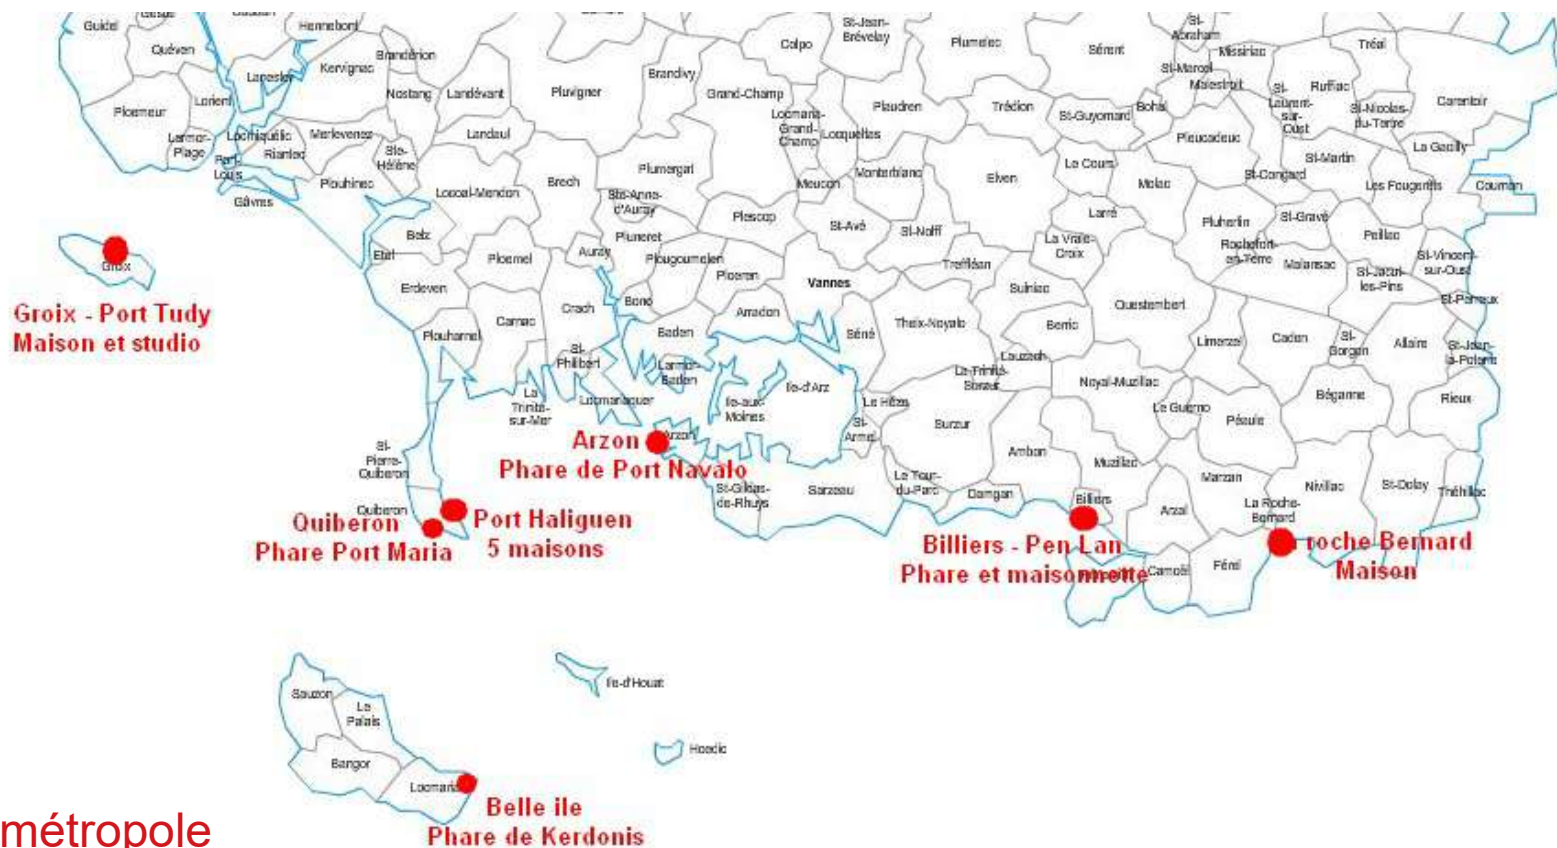 Guidel
Hennebont
Quéven
Brandérion
Lanester
Kervignac
Ploemeur
Lorient
Nostang
Landévant
Pluvigner
Brandivy
Grand-Champ
Colpo
St-Jean-
Brévelay
Plumelec
Sérent
St-
Abraham
Missiriac
Tréal
St-Marcel
Malestroit
Ruffiac
St-
Laurent-
sur-
Oust
St-Nicolas-
du-Tertre
Carentoir
Larmor-
Plage
Locmiquélic
Riantec
Port-
Louis
Gâvres
Merlevenez
Ste-
Hélène
Plouhinec
Landaul
Locoal-Mendon
Brech
Plumergat
Ste-Anne-
d'Auray
Pluneret
Locmaria-
Grand-
Champ
Locqueltas
Plaudren
Trédion
St-Guyomard
Bohal
Pleucadeuc
La Gacilly
St-Martin
Meucon
Monterblanc
Elven
Le Cours
Molac
St-Congard
Les Fougerêts
Cournon
Plescop
St-Avé
St-Nolff
Larré
Pluherlin
St-Gravé
Peillac
Groix
Belz
Etel
Ploemel
Auray
Plougoumelen
Ploeren
Vannes
Treffléan
La Vraie-
Croix
Rochefort-
en-Terre
Malansac
St-Jacut-
les-Pins
St-Vincent-
sur-Oust
St-Perreux
Groix - Port Tudy
Maison et studio
Erdeven
Carnac
Crach
Bono
Baden
Arradon
Séné
Theix-Noyalo
Sulniac
Berric
Questembert
Limerzel
Caden
St-
Gorgon
Allaire
St-Jean-
la-Poterie
Plouharnel
St-
Philibert
Larmor-
Baden
Ile-d'Arz
Ile-aux-
Moines
Lauzach
La-Trinité-
Surzur
Noyal-Muzillac
Béganne
Rieux
La
Trinité-
sur-Mer
Locmariaquer
Le Hézo
St-
Armel
Surzur
Le Guerno
Péaule
St-
Pierre-
Quiberon
Arzon
Arzon
Phare de Port Navalo
St-Gildas-
de-Rhuys
Sarzeau
Le Tour-
du-Parc
Ambon
Damgan
Muzillac
Billiers
Marzan
Arzal
La Roche-
Bernard
Nivillac
St-Dolay
Théhillac
Quiberon
Quiberon
Phare Port Maria
Port Haliguen
5 maisons
Billiers - Pen Lan
Phare et maisonnette
Camoël
Férel
roche Bernard
Maison
Sauzon
Le
Palais
Bangor
Locmaria
Ile-d'Houat
Hoedic
Belle ile
Phare de Kerdonis
métropole